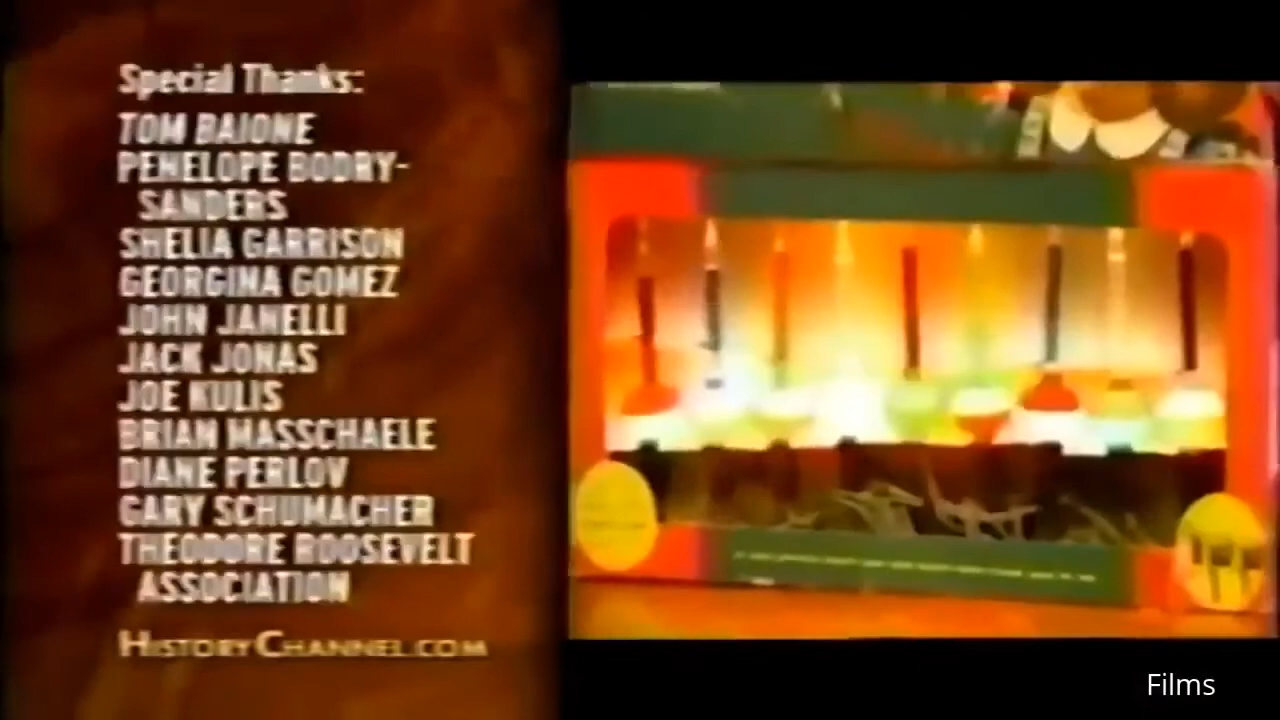 Special Thanks:
TOM BAIONE
PENELOPE BODRY-
SANDERS
SHELIA GARRISON
GEORGINA GOMEZ
JOHN JANELLI
JACK JONAS
JOE KULIS
BRIAN MASSCHAELE
DIANE PERLOV
GARY SCHUMACHER
THEODORE ROOSEVELT
ASSOCIATION
HISTORYCHANNEL.COM
Films